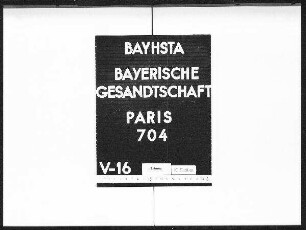 BAYHSTA
BAYERISCHE
GESANDTSCHAFT
PARIS
704
V-16